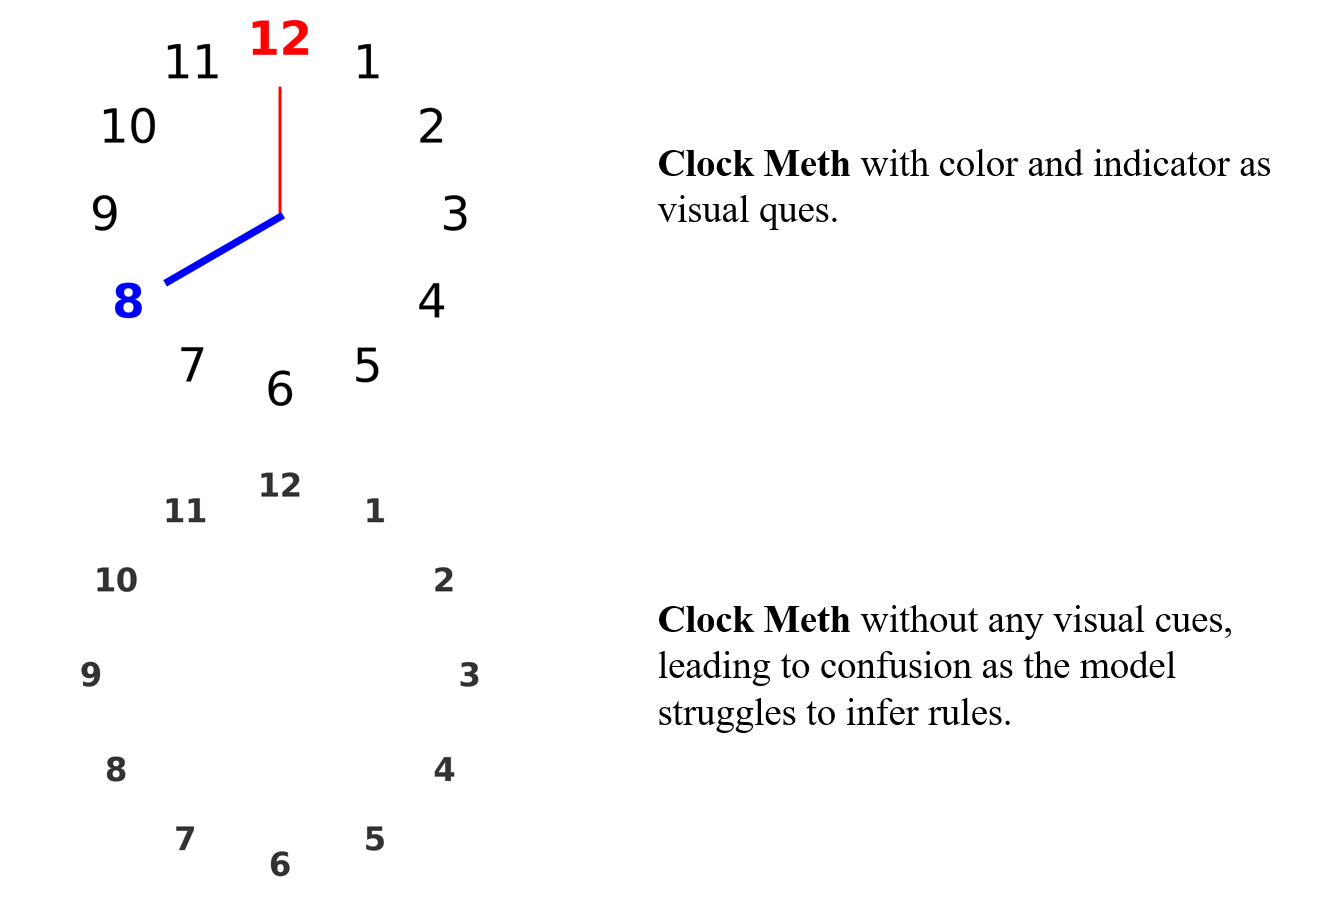 12
11 1
10 2
Clock Meth with color and indicator as
visual ques.
9 3
8 4
7 5
6
12
11 1
10 2
Clock Meth without any visual cues,
leading to confusion as the model
struggles to infer rules.
9 3
8 4
7 5
6